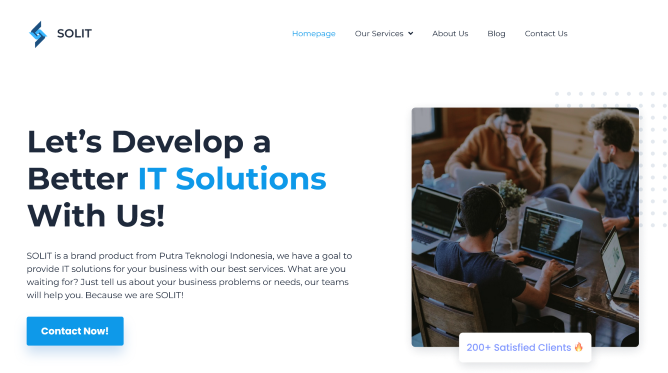 SOLIT
Homepage
Our Services
About Us
Blog
Contact Us
Let’s Develop a
Better IT Solutions
With Us!
SOLIT is a brand product from Putra Teknologi Indonesia, we have a goal to
provide IT solutions for your business with our best services. What are you
waiting for? Just tell us about your business problems or needs, our teams
will help you. Because we are SOLIT!
Contact Now!
200+ Satisfied Clients 🔥